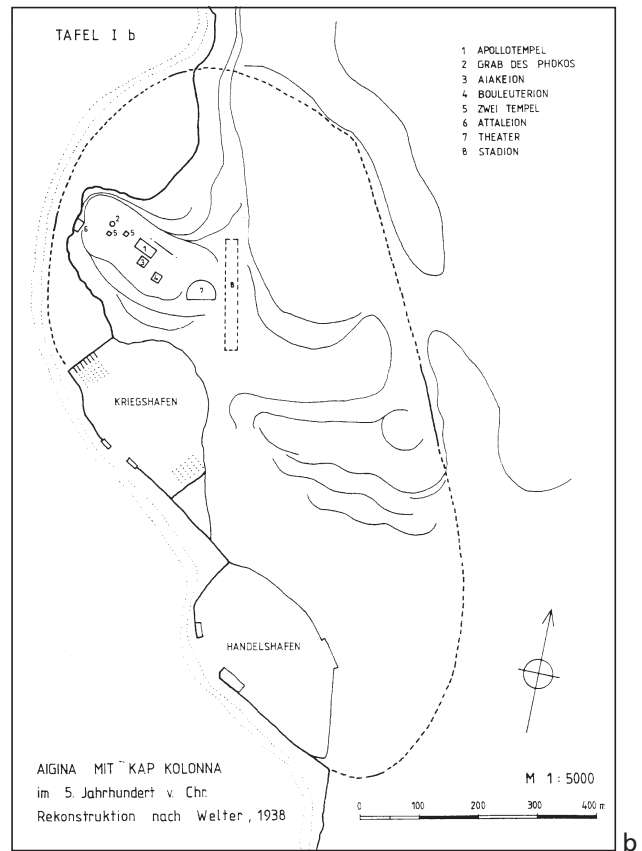 TAFEL I b
1 APOLLOTEMPEL
2 GRAB DES PHOKOS
3 AIAKEION
4 BOULEUTERION
5 ZWEI TEMPEL
6 ATTALEION
7 THEATER
8 STADION
2
5
5
6
1
3
4
7
8
KRIEGSHAFEN
HANDELSHAFEN
AIGINA MIT KAP KOLONNA
im 5. Jahrhundert v. Chr.
Rekonstruktion nach Welter, 1938
M 1:5000
0 100 200 300 400 m
b